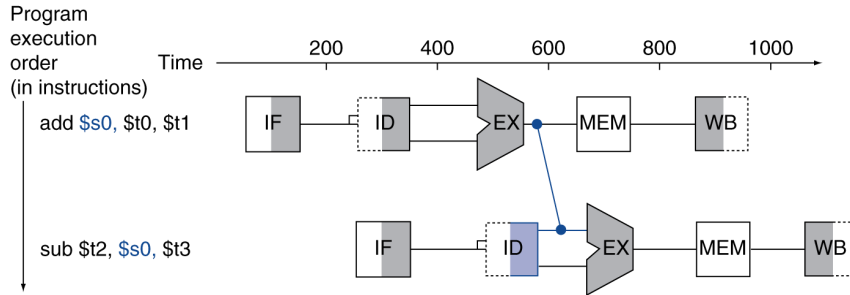 Program
execution
order
(in instructions)
Time
200 400 600 800 1000
add $s0, $t0, $t1
IF ID EX MEM WB
sub $t2, $s0, $t3
IF ID EX MEM WB